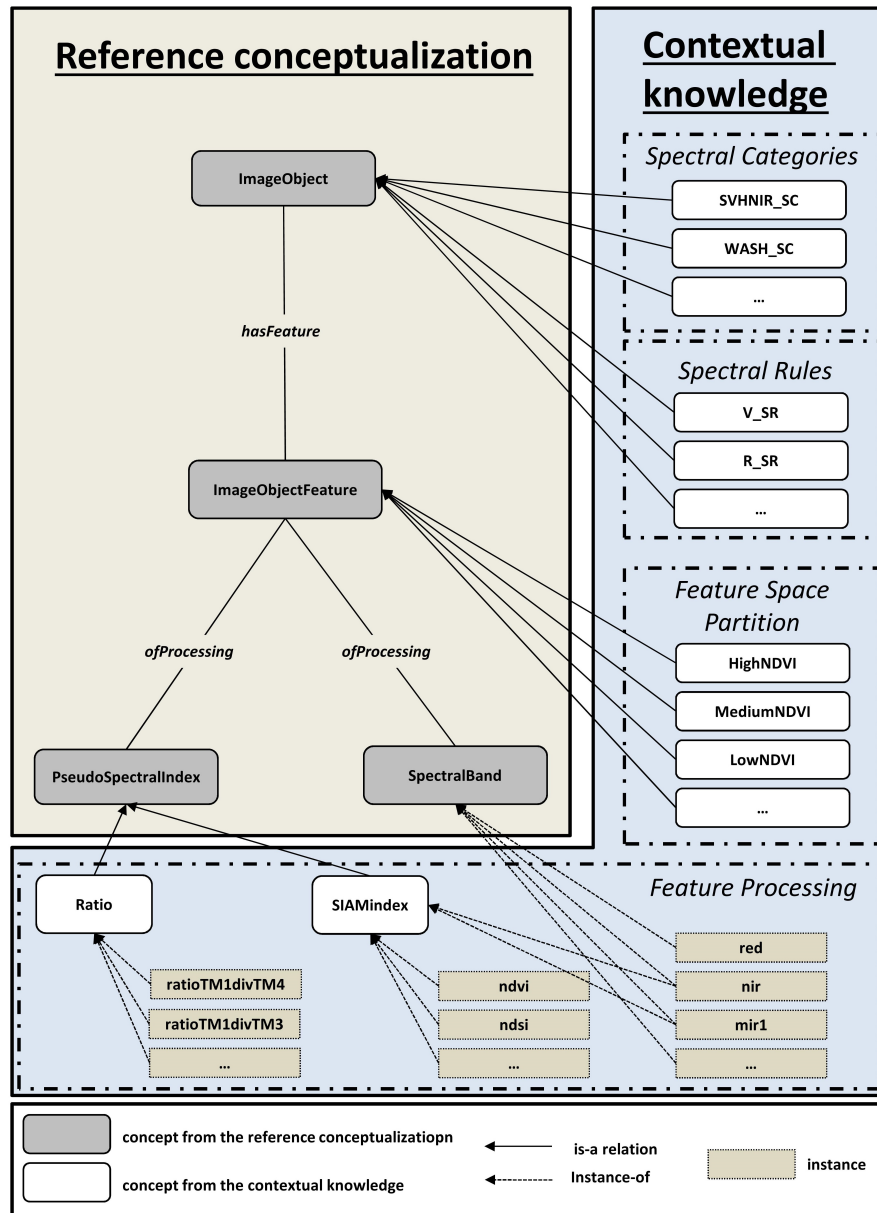 Reference conceptualization
ImageObject
hasFeature
ImageObjectFeature
ofProcessing
ofProcessing
PseudoSpectralIndex
SpectralBand
Contextual
knowledge
Spectral Categories
SVHNIR_SC
WASH_SC
...
Spectral Rules
V_SR
R_SR
...
Feature Space
Partition
HighNDVI
MediumNDVI
LowNDVI
...
Feature Processing
Ratio
SIAMindex
ratioTM1divTM4
ratioTM1divTM3
...
ndvi
ndsi
...
red
nir
mir1
...
concept from the reference conceptualizatiopn
concept from the contextual knowledge
is-a relation
Instance-of
instance